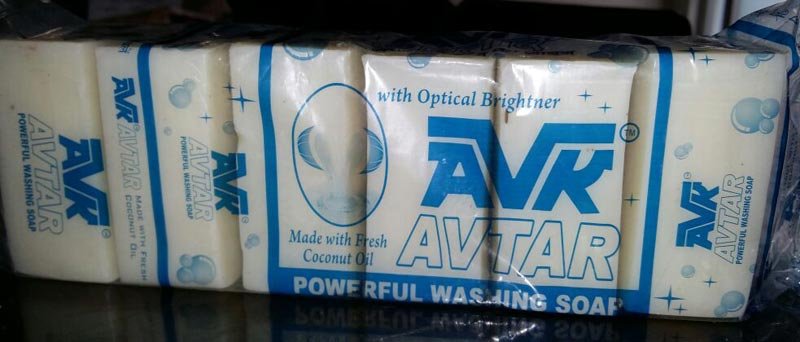 AVK
AVTAR
POWERFUL WASHING SOAP
AVK AVTAR
MADE WITH FRESH
COCONUT OIL
AVK
AVTAR
POWERFUL WASHING SOAP
with Optical Brightner
AVK TM
AVTAR
Made with Fresh
Coconut Oil
POWERFUL WASHING SOAP
AVK
AVTAR
POWERFUL WASHING SOAP